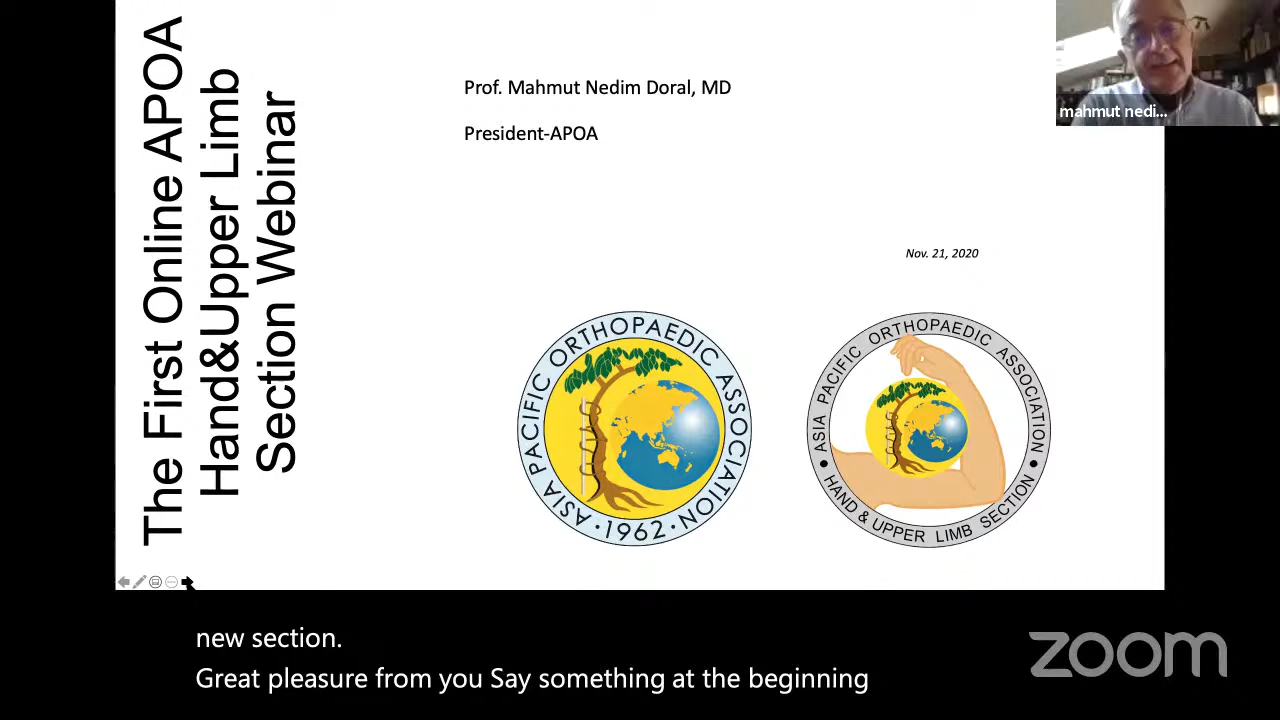 The First Online APOA
Hand&Upper Limb
Section Webinar
Prof. Mahmut Nedim Doral, MD
President-APOA
mahmut nedi...
Nov. 21, 2020
ASIA PACIFIC ORTHOPAEDIC ASSOCIATION
· 1962 ·
ASIA PACIFIC ORTHOPAEDIC ASSOCIATION
• HAND & UPPER LIMB SECTION •
new section.
Great pleasure from you Say something at the beginning
zoom